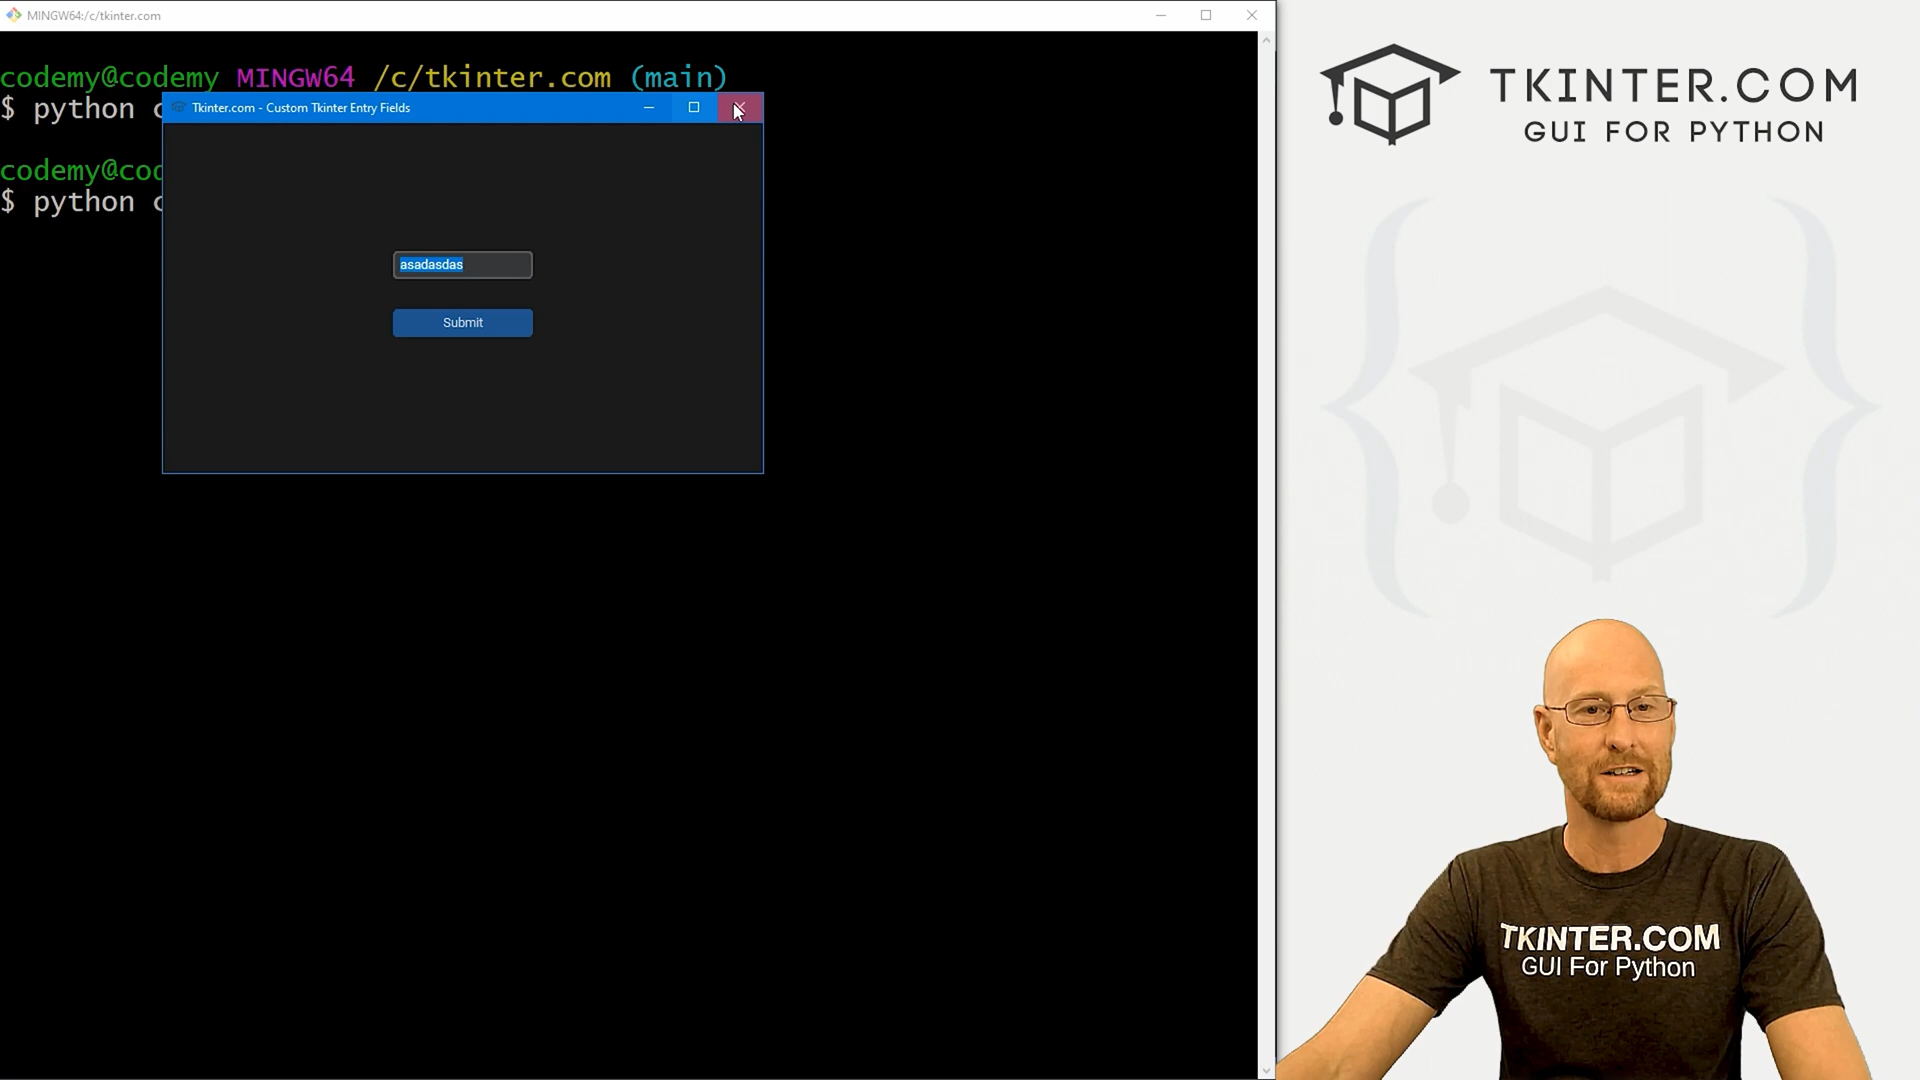 MINGW64:/c/tkinter.com
codemy@codemy MINGW64 /c/tkinter.com (main)
$ python c
Tkinter.com - Custom Tkinter Entry Fields
codemy@cod
$ python c
asadasdas
Submit
TKINTER.COM
GUI FOR PYTHON
TKINTER.COM
GUI For Python